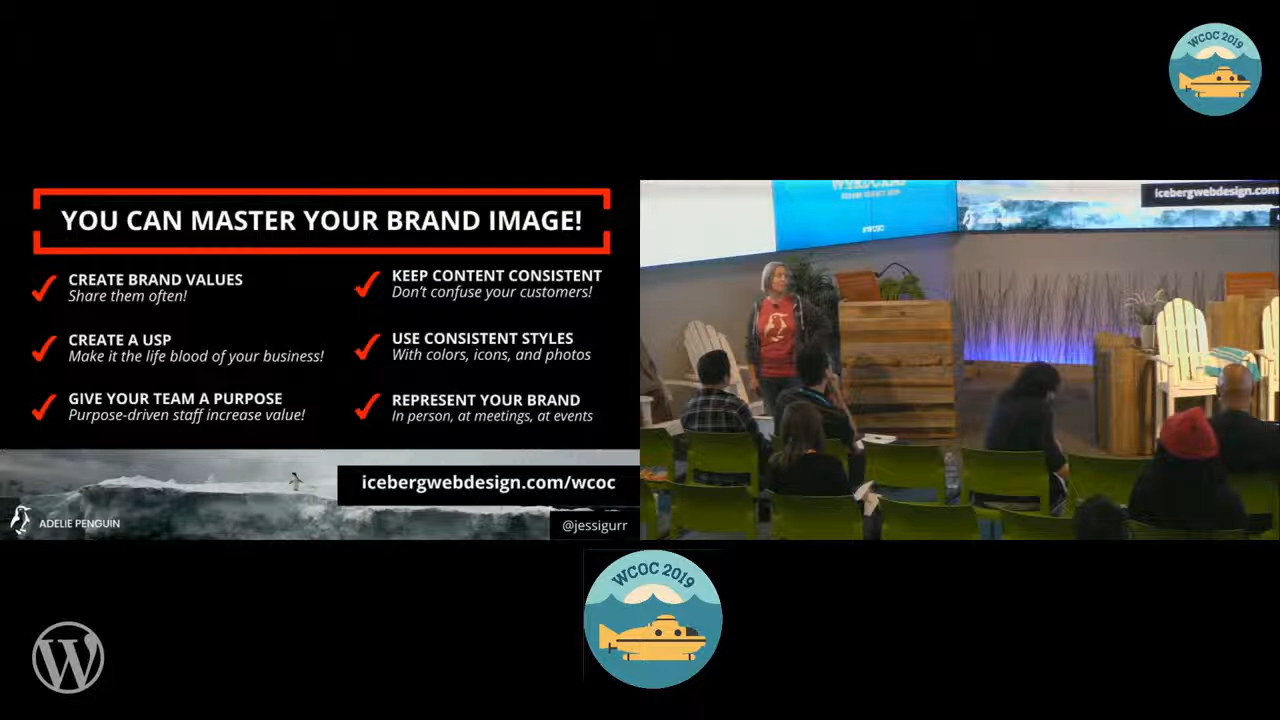 WCOC 2019
YOU CAN MASTER YOUR BRAND IMAGE!
CREATE BRAND VALUES
Share them often!
CREATE A USP
Make it the life blood of your business!
GIVE YOUR TEAM A PURPOSE
Purpose-driven staff increase value!
KEEP CONTENT CONSISTENT
Don't confuse your customers!
USE CONSISTENT STYLES
With colors, icons, and photos
REPRESENT YOUR BRAND
In person, at meetings, at events
icebergwebdesign.com/wcoc
ADELIE PENGUIN
@jessigurr
icebergwebdesign.com
#WCOC
WCOC 2019
W